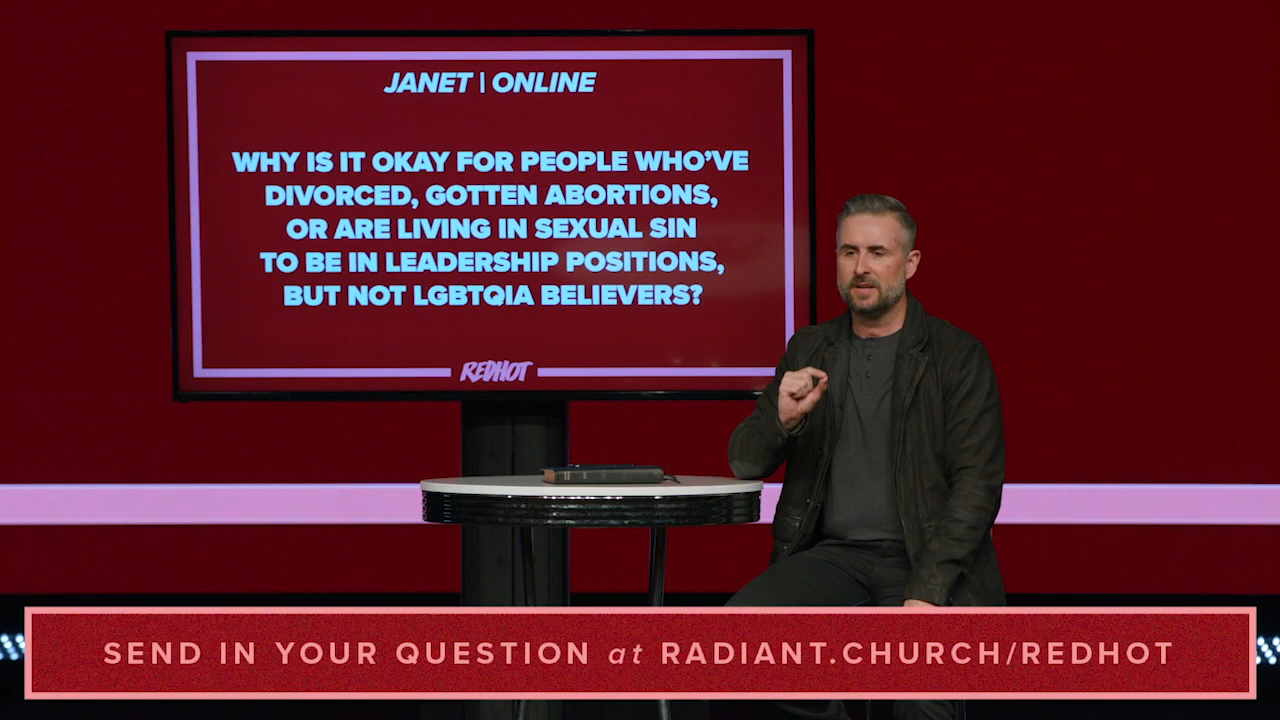 JANET | ONLINE
WHY IS IT OKAY FOR PEOPLE WHO'VE
DIVORCED, GOTTEN ABORTIONS,
OR ARE LIVING IN SEXUAL SIN
TO BE IN LEADERSHIP POSITIONS,
BUT NOT LGBTQIA BELIEVERS?
REDHOT
SEND IN YOUR QUESTION at RADIANT.CHURCH/REDHOT